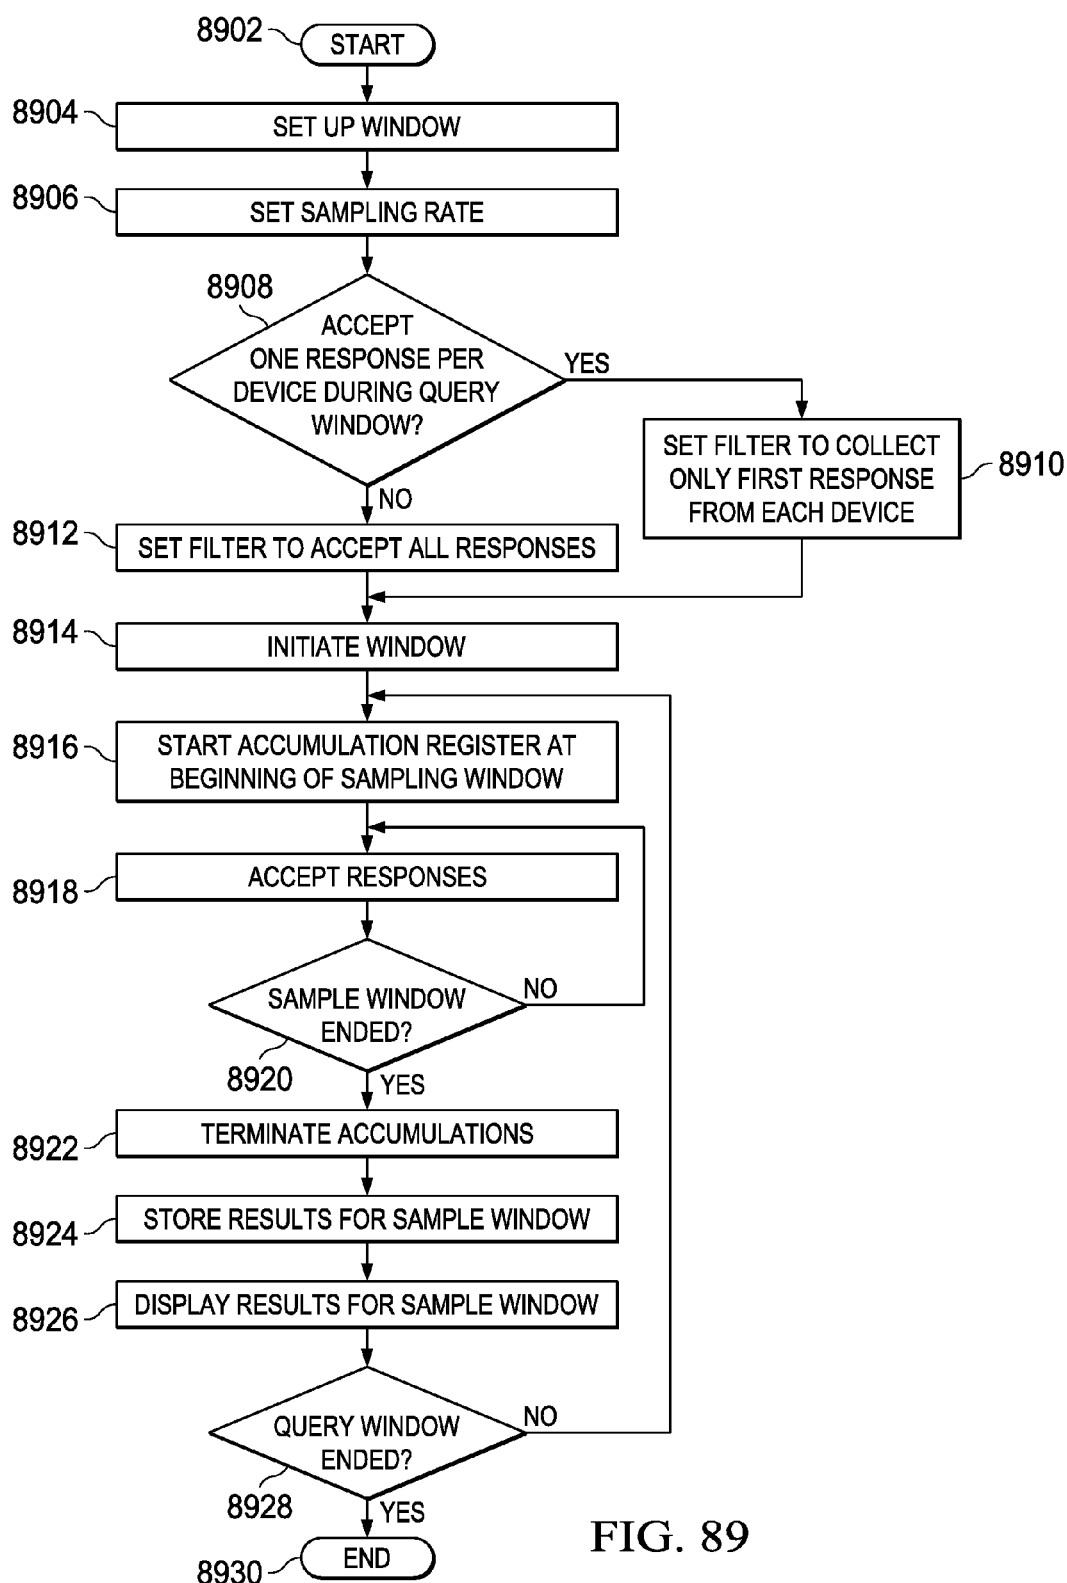 8902
START
8904
SET UP WINDOW
8906
SET SAMPLING RATE
8908
ACCEPT
ONE RESPONSE PER
DEVICE DURING QUERY
WINDOW?
YES
NO
SET FILTER TO COLLECT
ONLY FIRST RESPONSE
FROM EACH DEVICE
8910
8912
SET FILTER TO ACCEPT ALL RESPONSES
8914
INITIATE WINDOW
8916
START ACCUMULATION REGISTER AT
BEGINNING OF SAMPLING WINDOW
8918
ACCEPT RESPONSES
SAMPLE WINDOW
ENDED?
NO
8920
YES
8922
TERMINATE ACCUMULATIONS
8924
STORE RESULTS FOR SAMPLE WINDOW
8926
DISPLAY RESULTS FOR SAMPLE WINDOW
QUERY WINDOW
ENDED?
NO
8928
YES
8930
END
FIG. 89